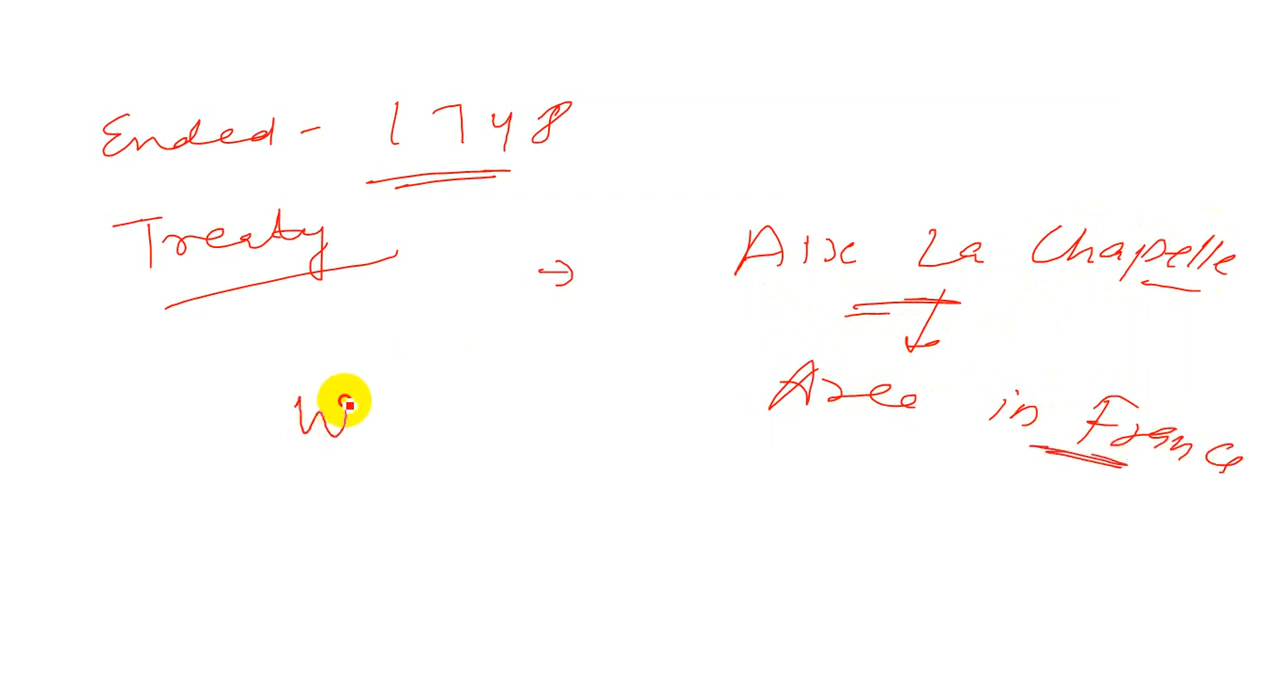 Ended - 1748
Treaty → Aix La Chapelle
Area in France
W